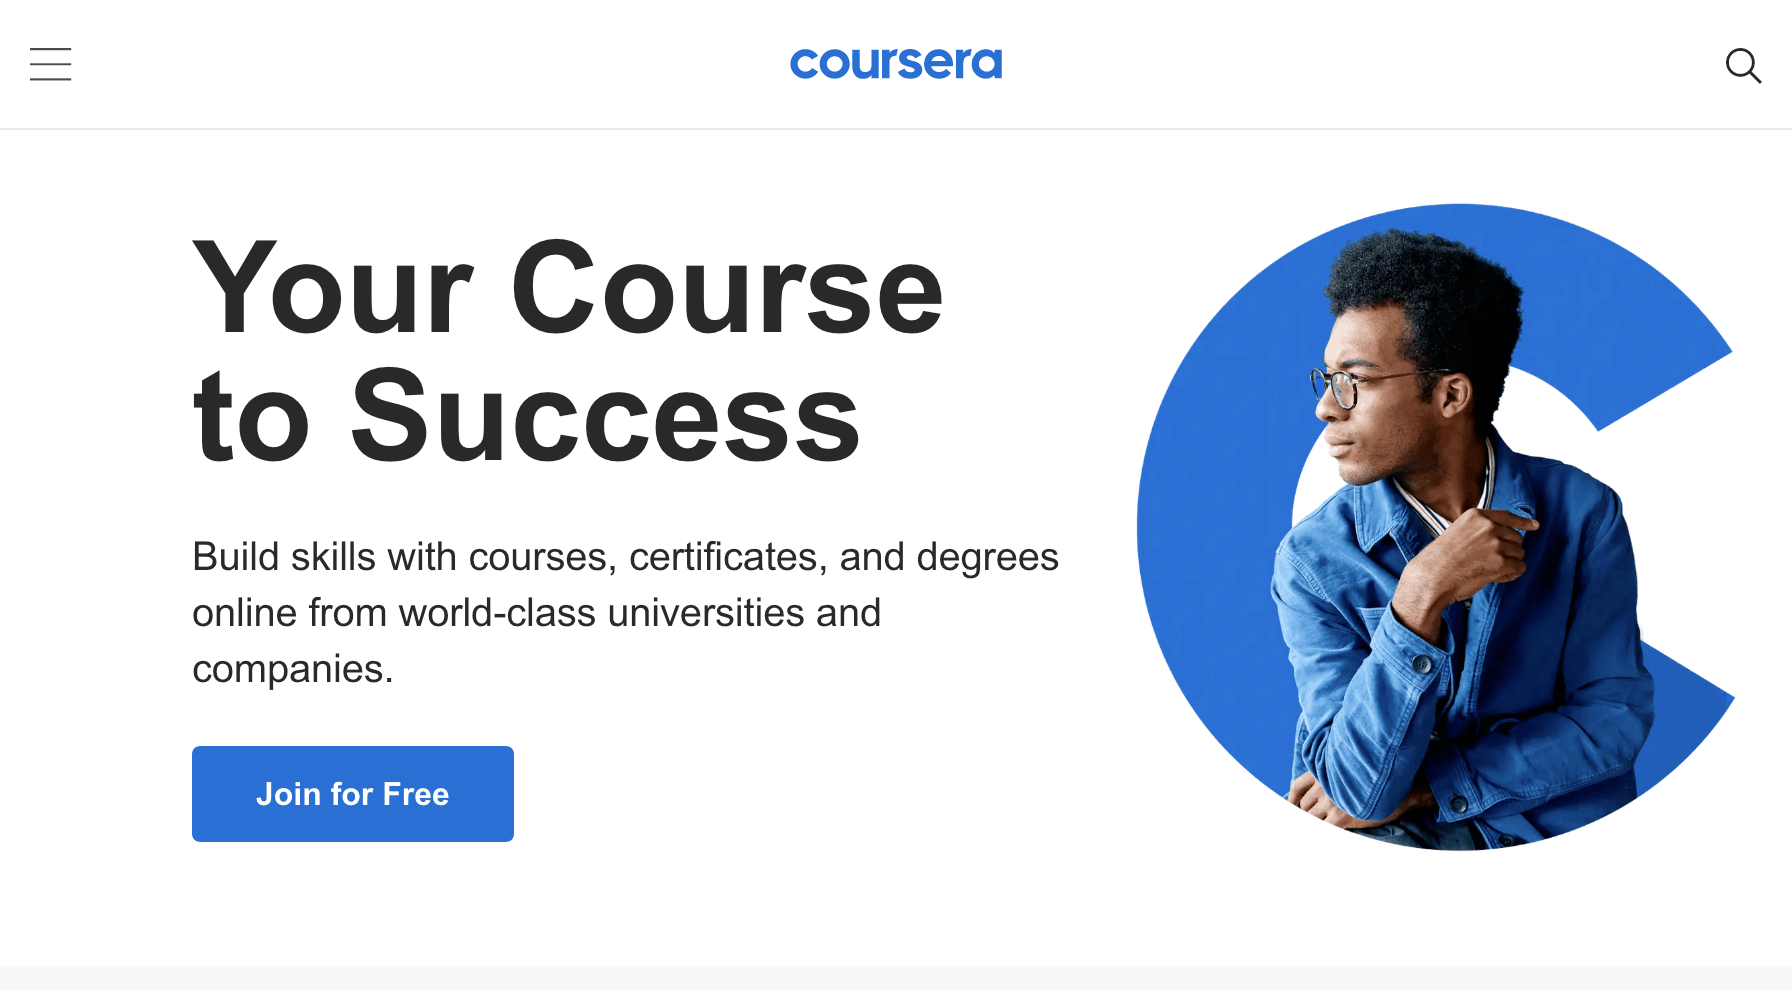 coursera
Your Course
to Success
Build skills with courses, certificates, and degrees
online from world-class universities and
companies.
Join for Free